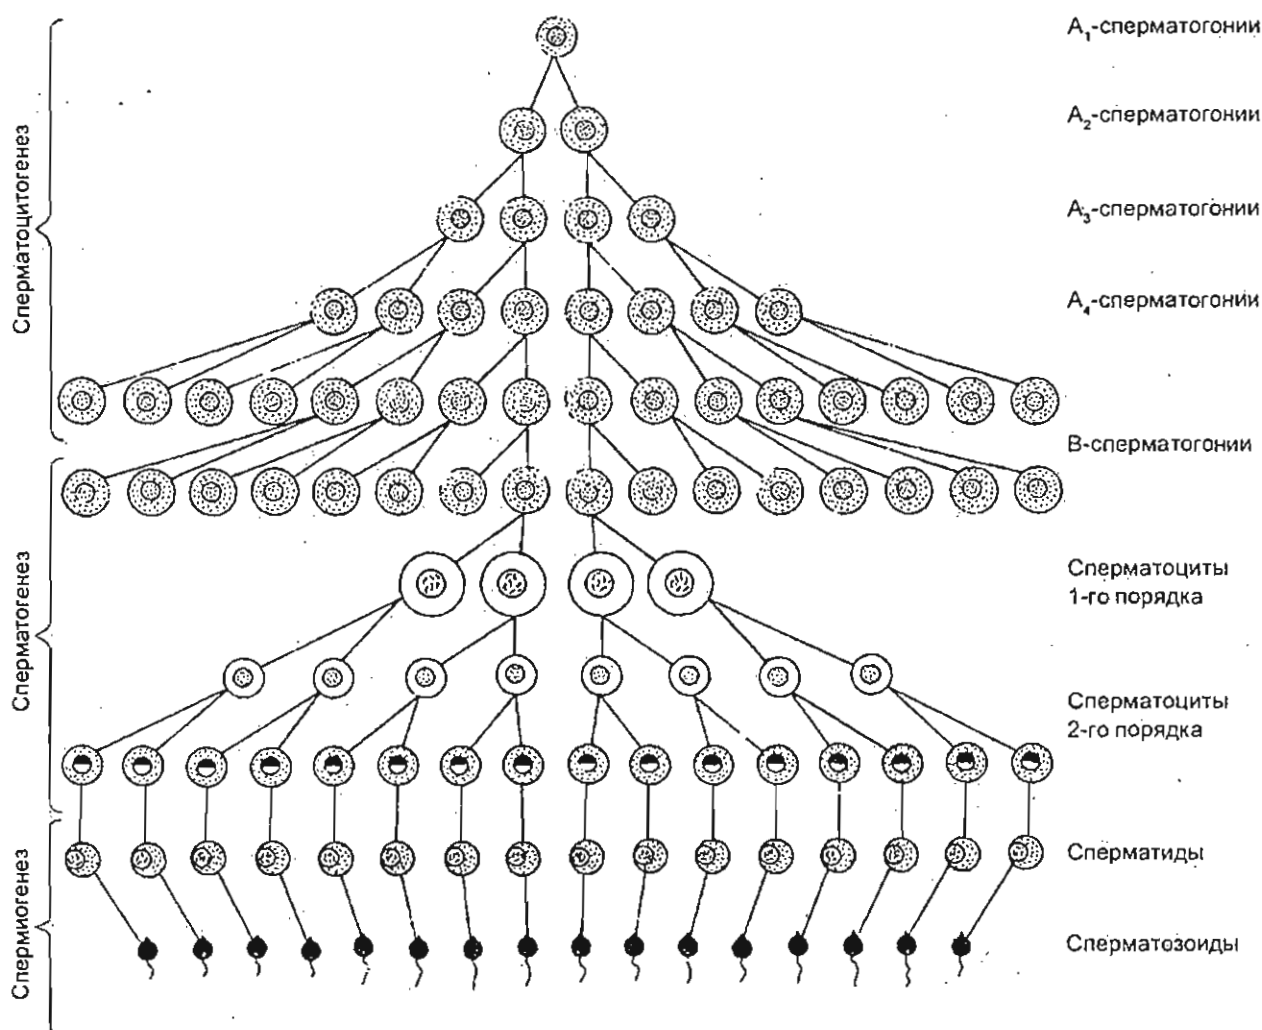 A₁-сперматогонии
A₂-сперматогонии
A₃-сперматогонии
A₄-сперматогонии
В-сперматогонии
Сперматоциты
1-го порядка
Сперматоциты
2-го порядка
Сперматиды
Сперматозоиды
Сперматоцитогенез
Сперматогенез
Спермиогенез